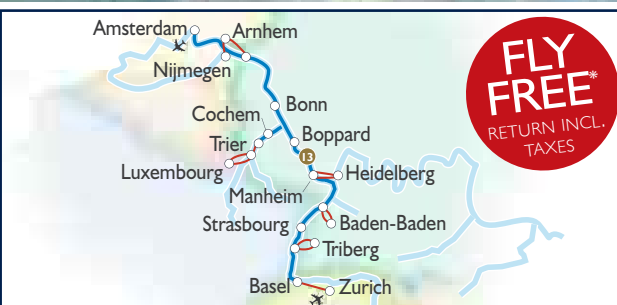 Amsterdam
Arnhem
Nijmegen
FLY
FREE*
RETURN INCL.
TAXES
Bonn
Cochem
Boppard
Trier
13
Luxembourg
Heidelberg
Manheim
Strasbourg
Baden-Baden
Triberg
Basel
Zurich